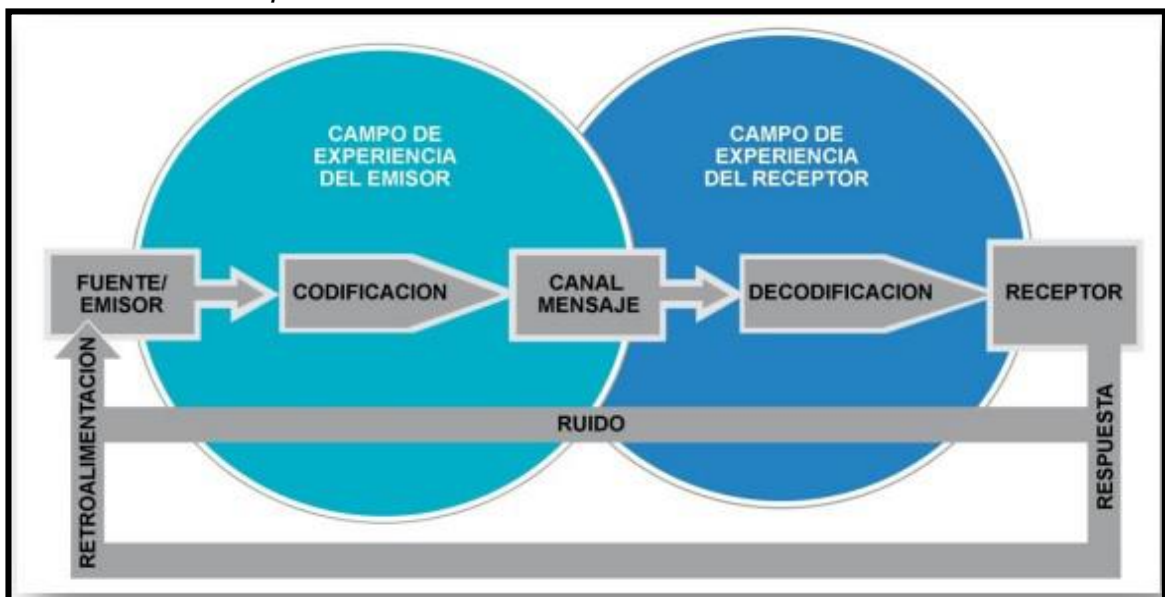 CAMPO DE
EXPERIENCIA
DEL EMISOR
CAMPO DE
EXPERIENCIA
DEL RECEPTOR
FUENTE/
EMISOR
CODIFICACION
CANAL
MENSAJE
DECODIFICACION
RECEPTOR
RETROALIMENTACION
RUIDO
RESPUESTA